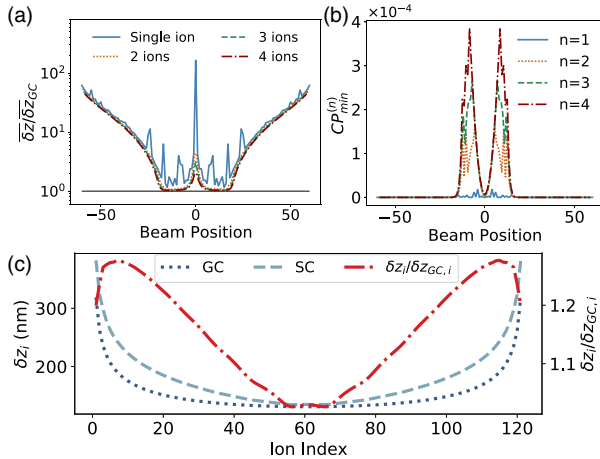 (a)
Single ion
2 ions
3 ions
4 ions
10²
10¹
10⁰
δz/δz_GC
−50
0
50
Beam Position
(b)
×10⁻⁴
n=1
n=2
n=3
n=4
4
3
2
1
0
CP_min^(n)
−50
0
50
Beam Position
(c)
GC
SC
δz_i/δz_GC,i
300
200
δz_i (nm)
1.2
1.1
δz_i/δz_GC,i
0
20
40
60
80
100
120
Ion Index